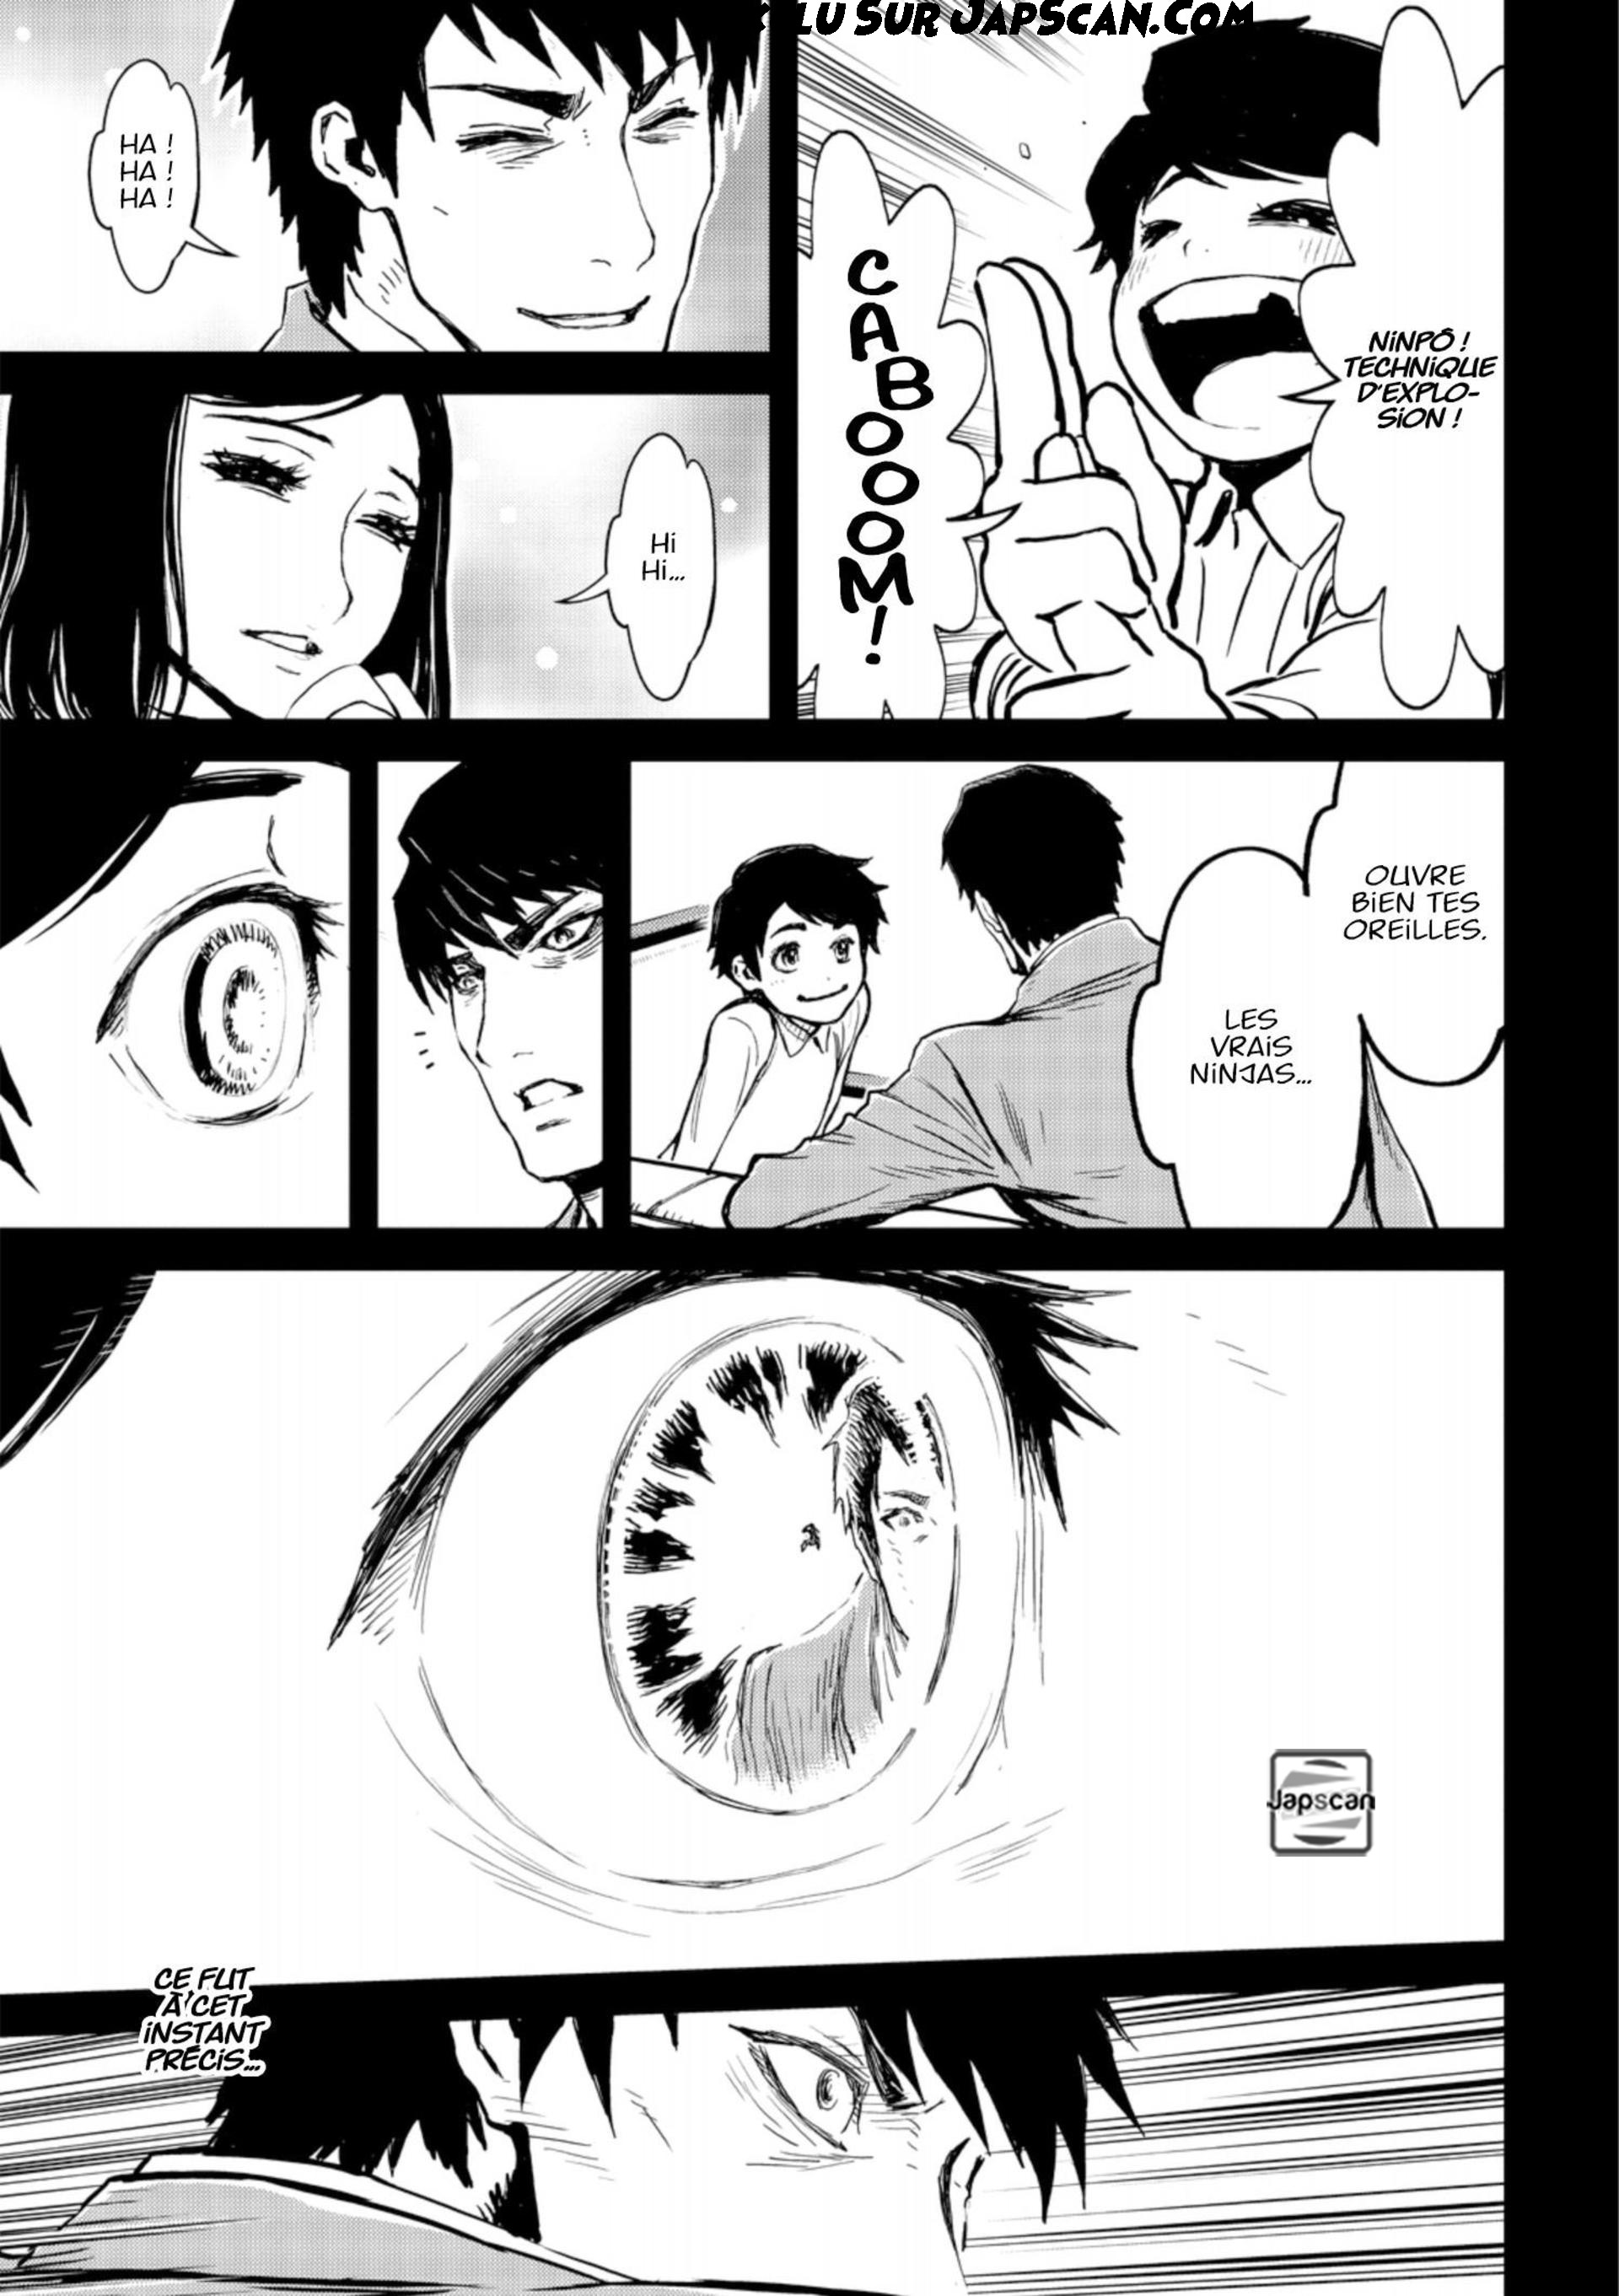 LU SUR JAPSCAN.COM
NINPÔ !
TECHNIQUE
D'EXPLO-
SION !
CABOOOM !
HA !
HA !
HA !
HI
HI...
OUVRE
BIEN TES
OREILLES.
LES
VRAIS
NINJAS...
Japscan
CE FUT
À CET
INSTANT
PRÉCIS...